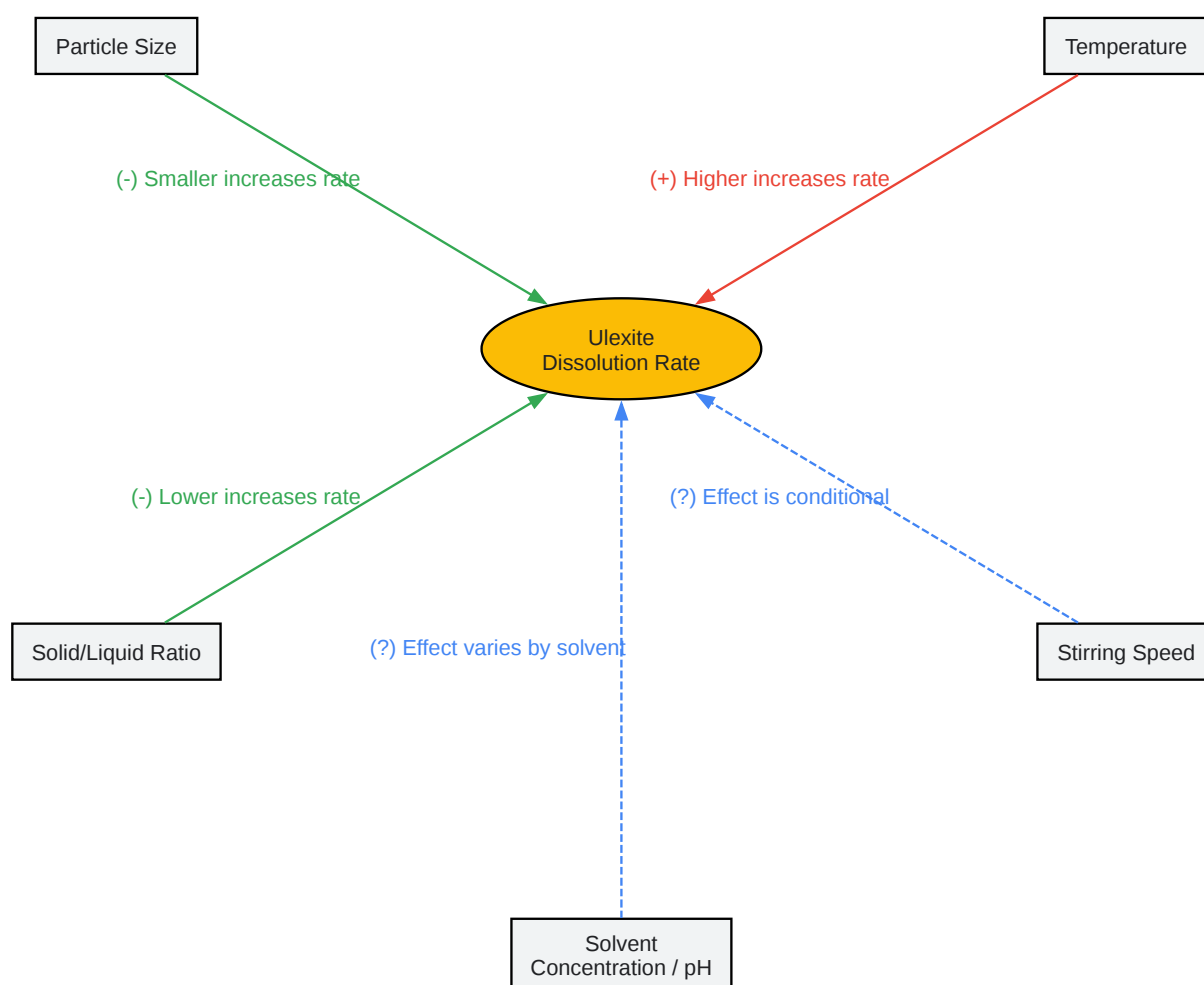 Particle Size
Temperature
(-) Smaller increases rate
(+) Higher increases rate
Ulexite
Dissolution Rate
(-) Lower increases rate
(?) Effect is conditional
Solid/Liquid Ratio
(?) Effect varies by solvent
Stirring Speed
Solvent
Concentration / pH